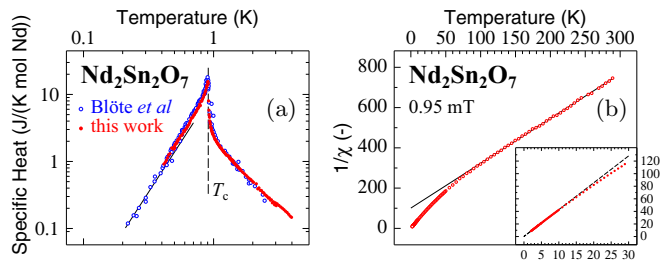 Temperature (K)
0.1 1
Specific Heat (J/(K mol Nd))
10
1
0.1
Nd2Sn2O7
Blöte et al
this work
(a)
Tc
Temperature (K)
0 50 100 150 200 250 300
1/χ (-)
800
600
400
200
0
Nd2Sn2O7
0.95 mT
(b)
120
100
80
60
40
20
0
0 5 10 15 20 25 30